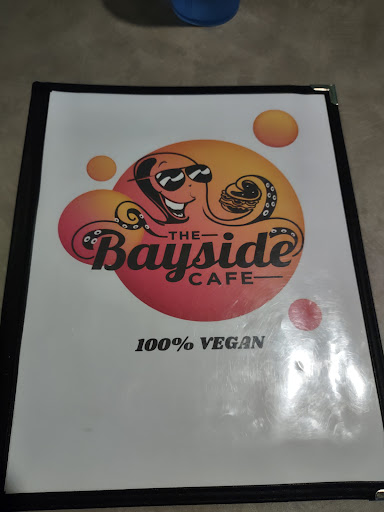 THE
Bayside
CAFE
100% VEGAN